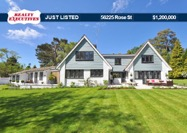 REALTY EXECUTIVES
JUST LISTED
56225 Rose St
$1,200,000